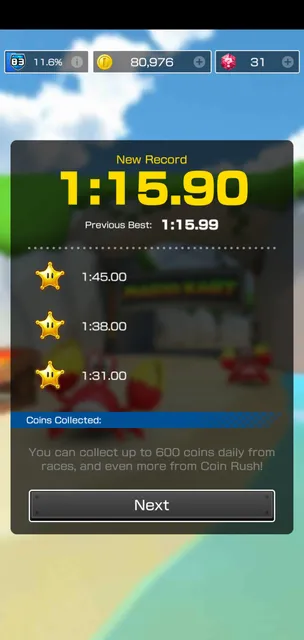 83 11.6% i 80,976 + 31 +
New Record
1:15.90
Previous Best: 1:15.99
1:45.00
1:38.00
1:31.00
Coins Collected:
You can collect up to 600 coins daily from
races, and even more from Coin Rush!
Next